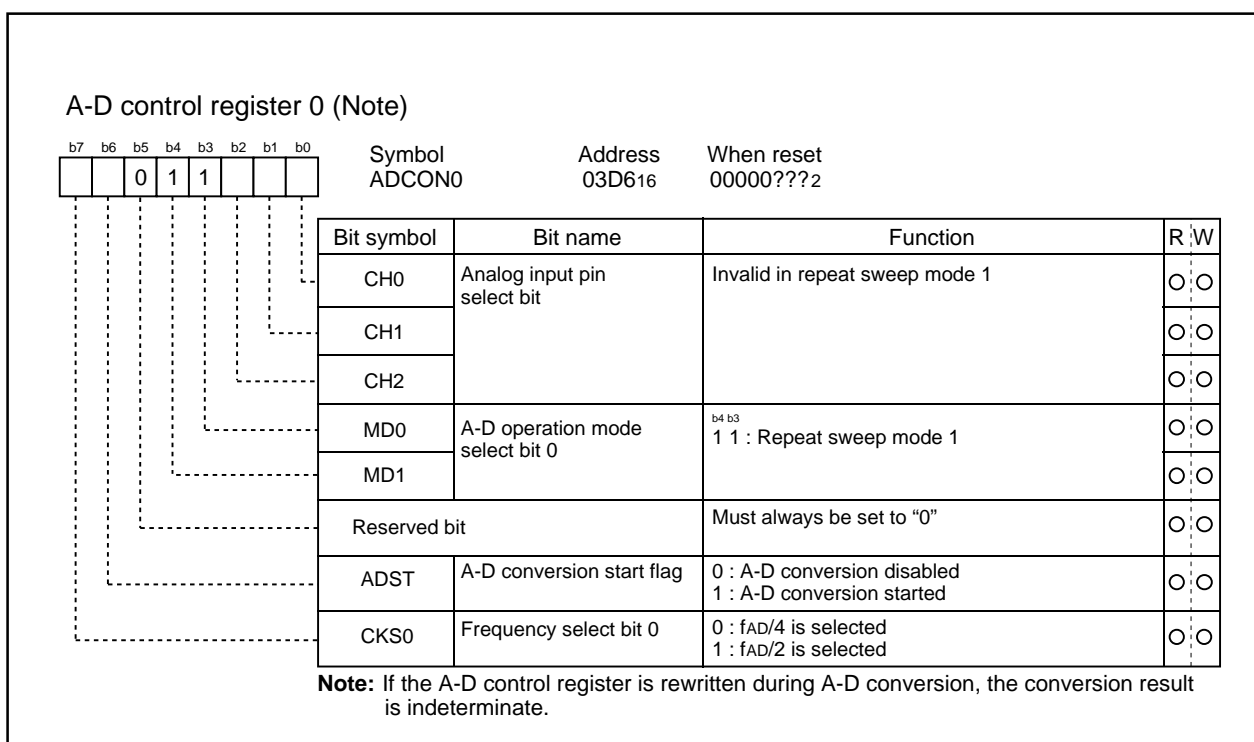 A-D control register 0 (Note)
b7 b6 b5 b4 b3 b2 b1 b0
0 1 1
Symbol Address When reset
ADCON0 03D616 00000???2
Bit symbol Bit name Function R W
CH0 Analog input pin select bit Invalid in repeat sweep mode 1
CH1
CH2
MD0 A-D operation mode select bit 0 b4 b3
1 1 : Repeat sweep mode 1
MD1
Reserved bit Must always be set to “0”
ADST A-D conversion start flag 0 : A-D conversion disabled
1 : A-D conversion started
CKS0 Frequency select bit 0 0 : fAD/4 is selected
1 : fAD/2 is selected
Note: If the A-D control register is rewritten during A-D conversion, the conversion result
is indeterminate.